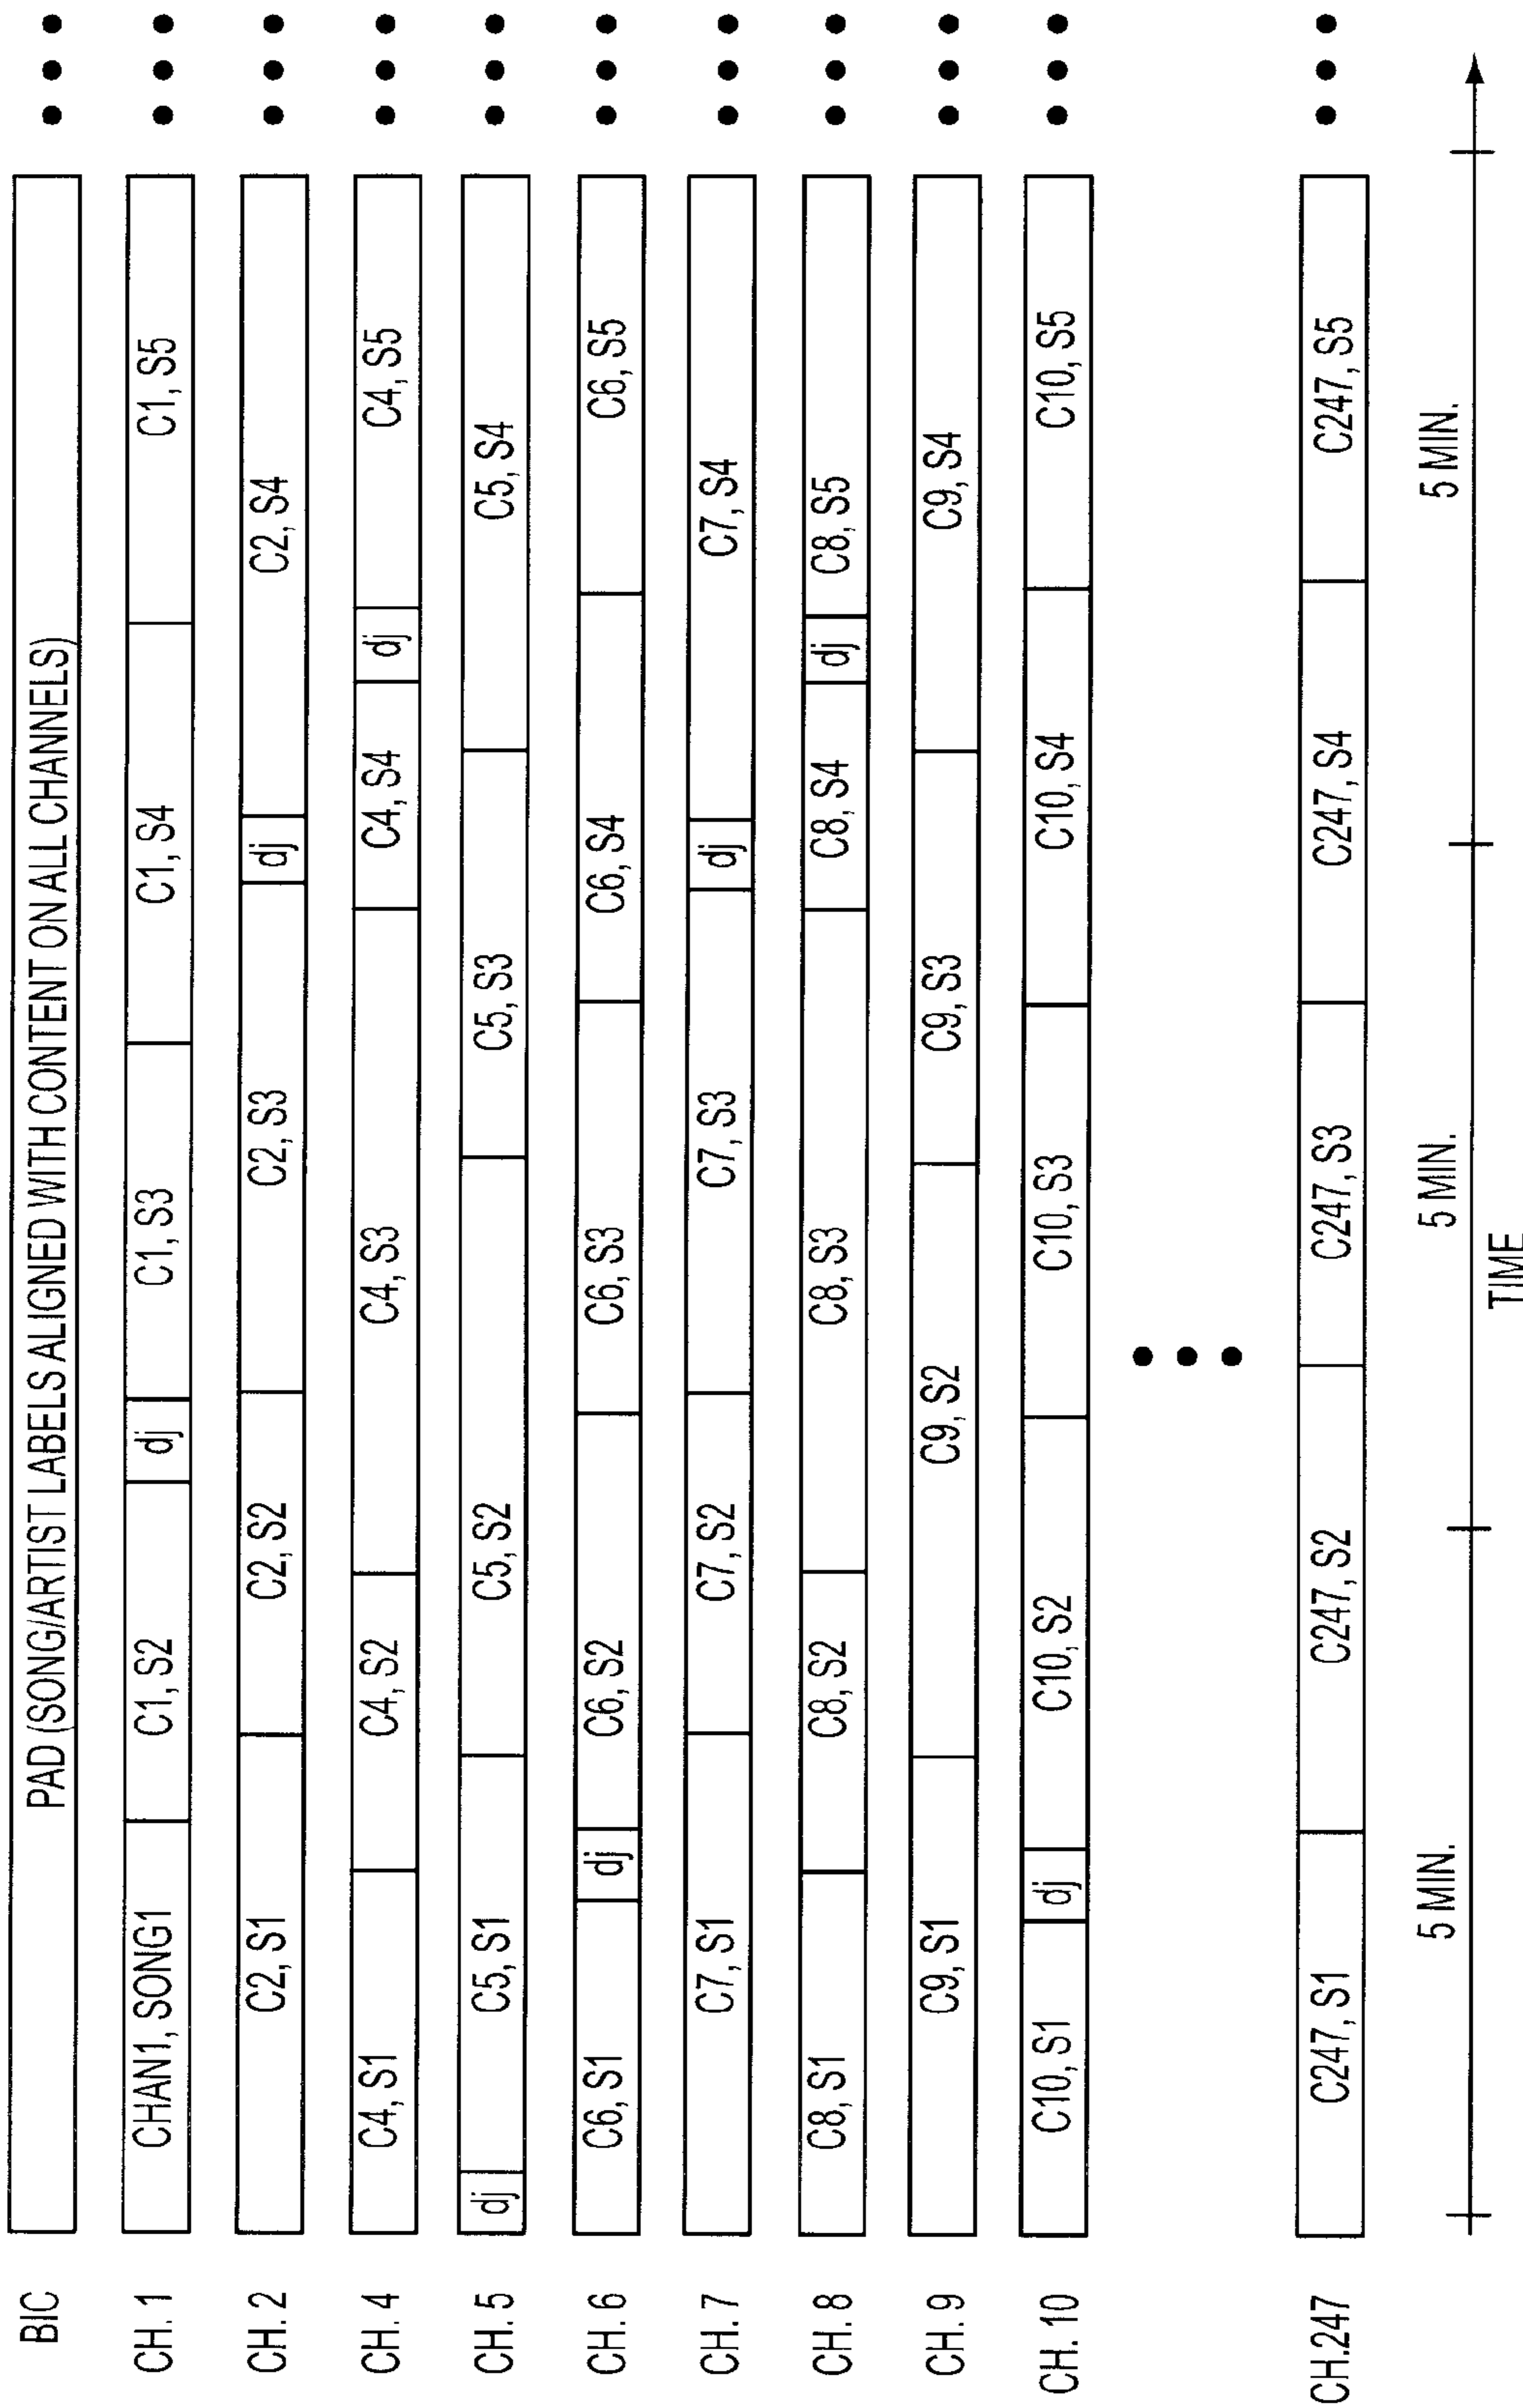 BIC PAD (SONG/ARTIST LABELS ALIGNED WITH CONTENT ON ALL CHANNELS)
CH. 1 CHAN1, SONG1 C1, S2 dj C1, S3 C1, S4 C1, S5
CH. 2 C2, S1 C2, S2 C2, S3 dj C2, S4
CH. 4 C4, S1 C4, S2 C4, S3 C4, S4 dj C4, S5
CH. 5 dj C5, S1 C5, S2 C5, S3 C5, S4
CH. 6 C6, S1 dj C6, S2 C6, S3 C6, S4 C6, S5
CH. 7 C7, S1 C7, S2 C7, S3 dj C7, S4
CH. 8 C8, S1 C8, S2 C8, S3 C8, S4 dj C8, S5
CH. 9 C9, S1 C9, S2 C9, S3 C9, S4
CH. 10 C10, S1 dj C10, S2 C10, S3 C10, S4 C10, S5
CH.247 C247, S1 C247, S2 C247, S3 C247, S4 C247, S5
5 MIN. 5 MIN. 5 MIN.
TIME